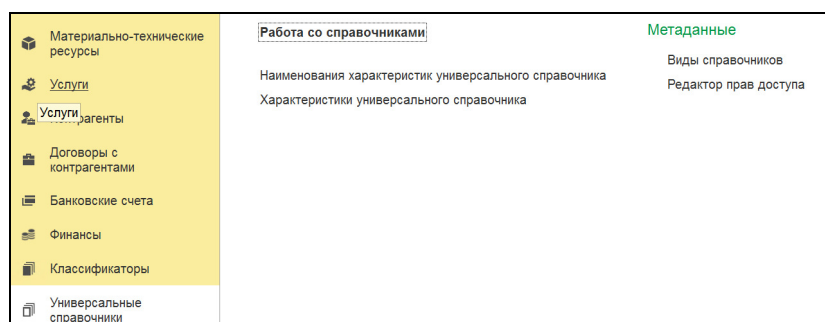 Материально-технические
ресурсы
Услуги
Услуги
агенты
Договоры с
контрагентами
Банковские счета
Финансы
Классификаторы
Универсальные
справочники
Работа со справочниками
Наименования характеристик универсального справочника
Характеристики универсального справочника
Метаданные
Виды справочников
Редактор прав доступа